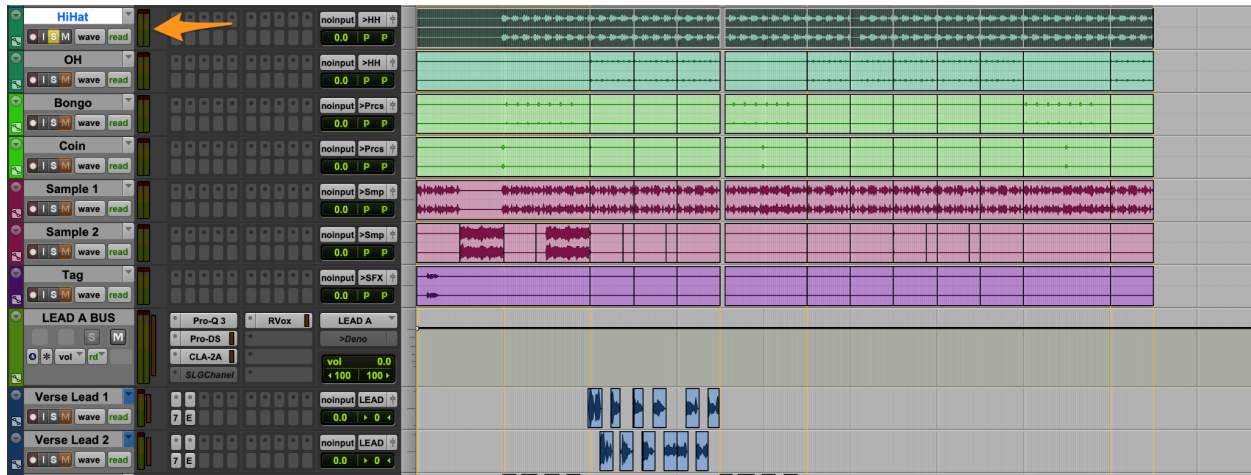 HiHat
noinput >HH
I S M wave read
0.0 P P
OH
noinput >HH
I S M wave read
0.0 P P
Bongo
noinput >Prcs
I S M wave read
0.0 P P
Coin
noinput >Prcs
I S M wave read
0.0 P P
Sample 1
noinput >Smp
I S M wave read
0.0 P P
Sample 2
noinput >Smp
I S M wave read
0.0 P P
Tag
noinput >SFX
I S M wave read
0.0 P P
LEAD A BUS
Pro-Q 3 RVox LEAD A
S M
Pro-DS >Deno
vol rd
CLA-2A
vol 0.0
SLGChanel
100 100
Verse Lead 1
noinput LEAD
I S M wave read
7 E
0.0 0
Verse Lead 2
noinput LEAD
I S M wave read
7 E
0.0 0